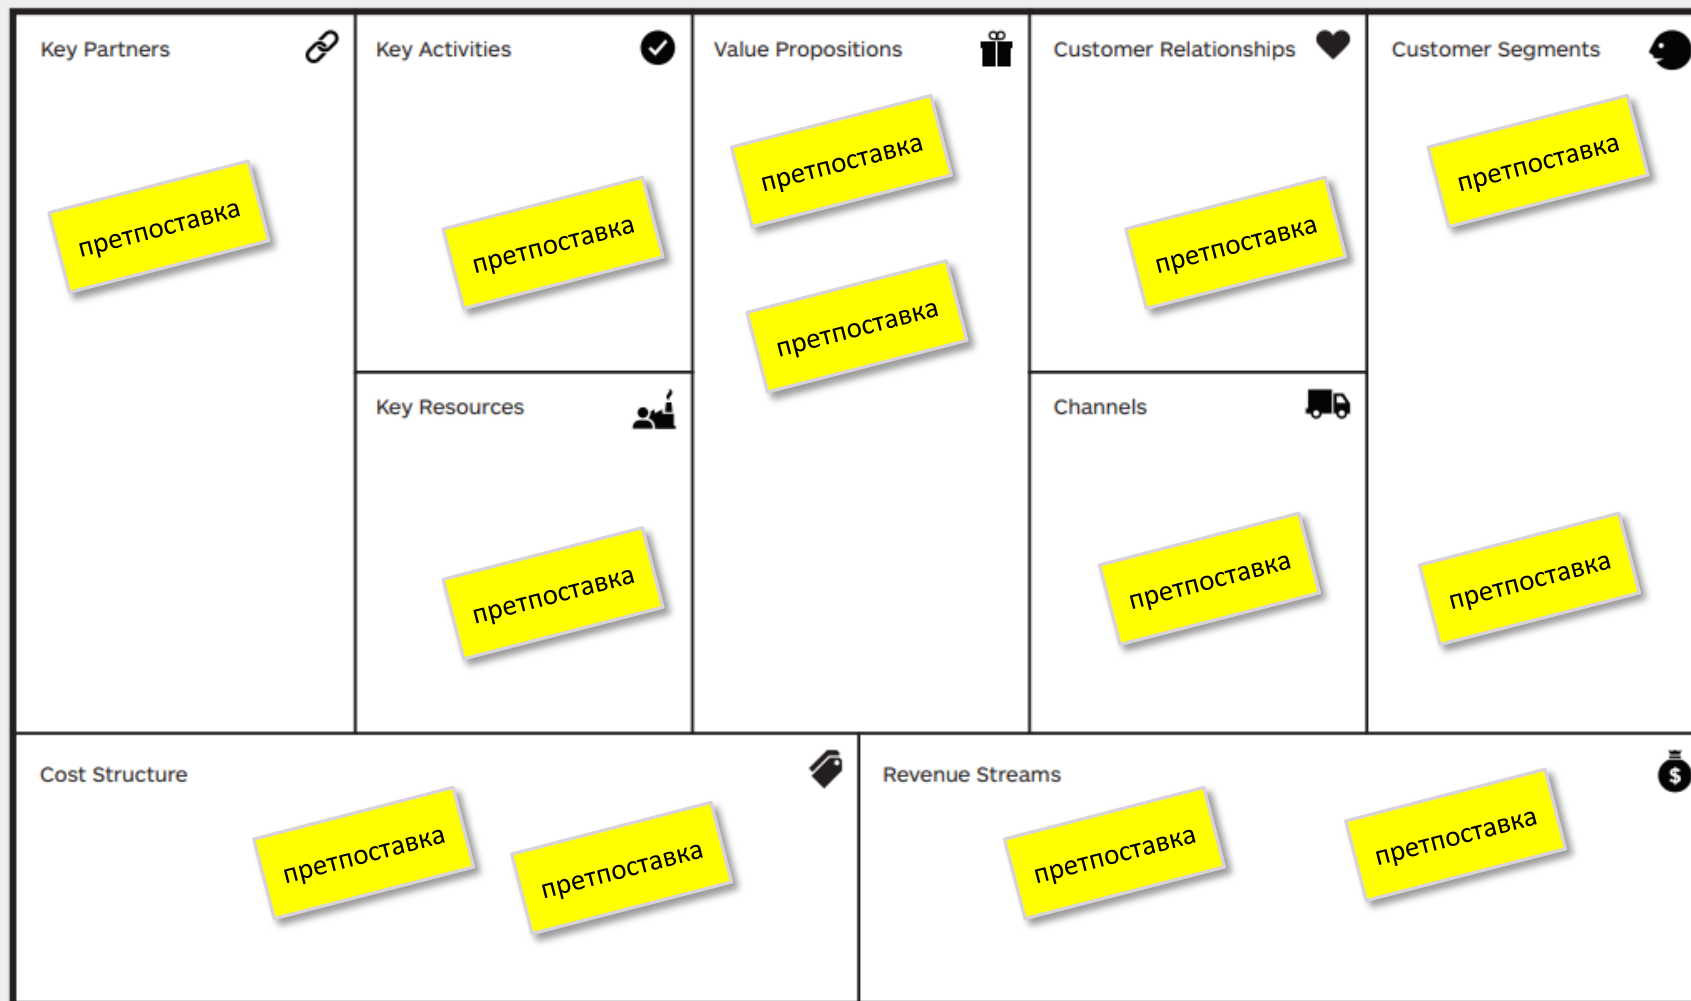 Key Partners
претпоставка
Key Activities
претпоставка
Key Resources
претпоставка
Value Propositions
претпоставка
претпоставка
Customer Relationships
претпоставка
Channels
претпоставка
Customer Segments
претпоставка
претпоставка
Cost Structure
претпоставка
претпоставка
Revenue Streams
$
претпоставка
претпоставка